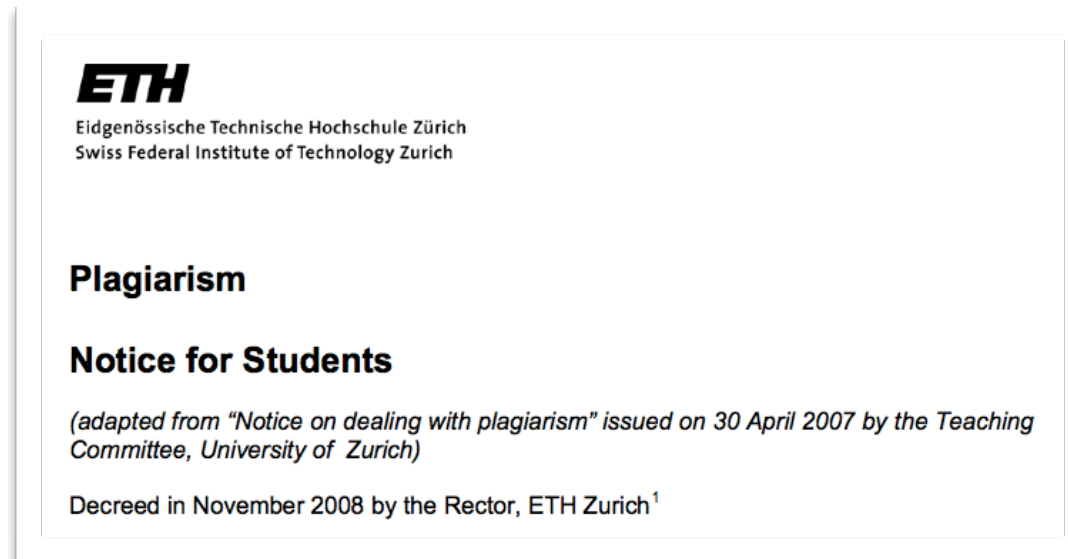 ETH
Eidgenössische Technische Hochschule Zürich
Swiss Federal Institute of Technology Zurich
Plagiarism
Notice for Students
(adapted from “Notice on dealing with plagiarism” issued on 30 April 2007 by the Teaching
Committee, University of Zurich)
Decreed in November 2008 by the Rector, ETH Zurich¹